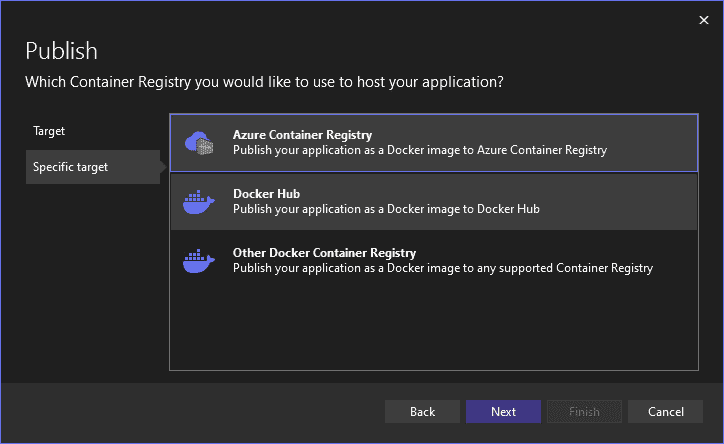 Publish
Which Container Registry you would like to use to host your application?
Target
Specific target
Azure Container Registry
Publish your application as a Docker image to Azure Container Registry
Docker Hub
Publish your application as a Docker image to Docker Hub
Other Docker Container Registry
Publish your application as a Docker image to any supported Container Registry
Back
Next
Finish
Cancel